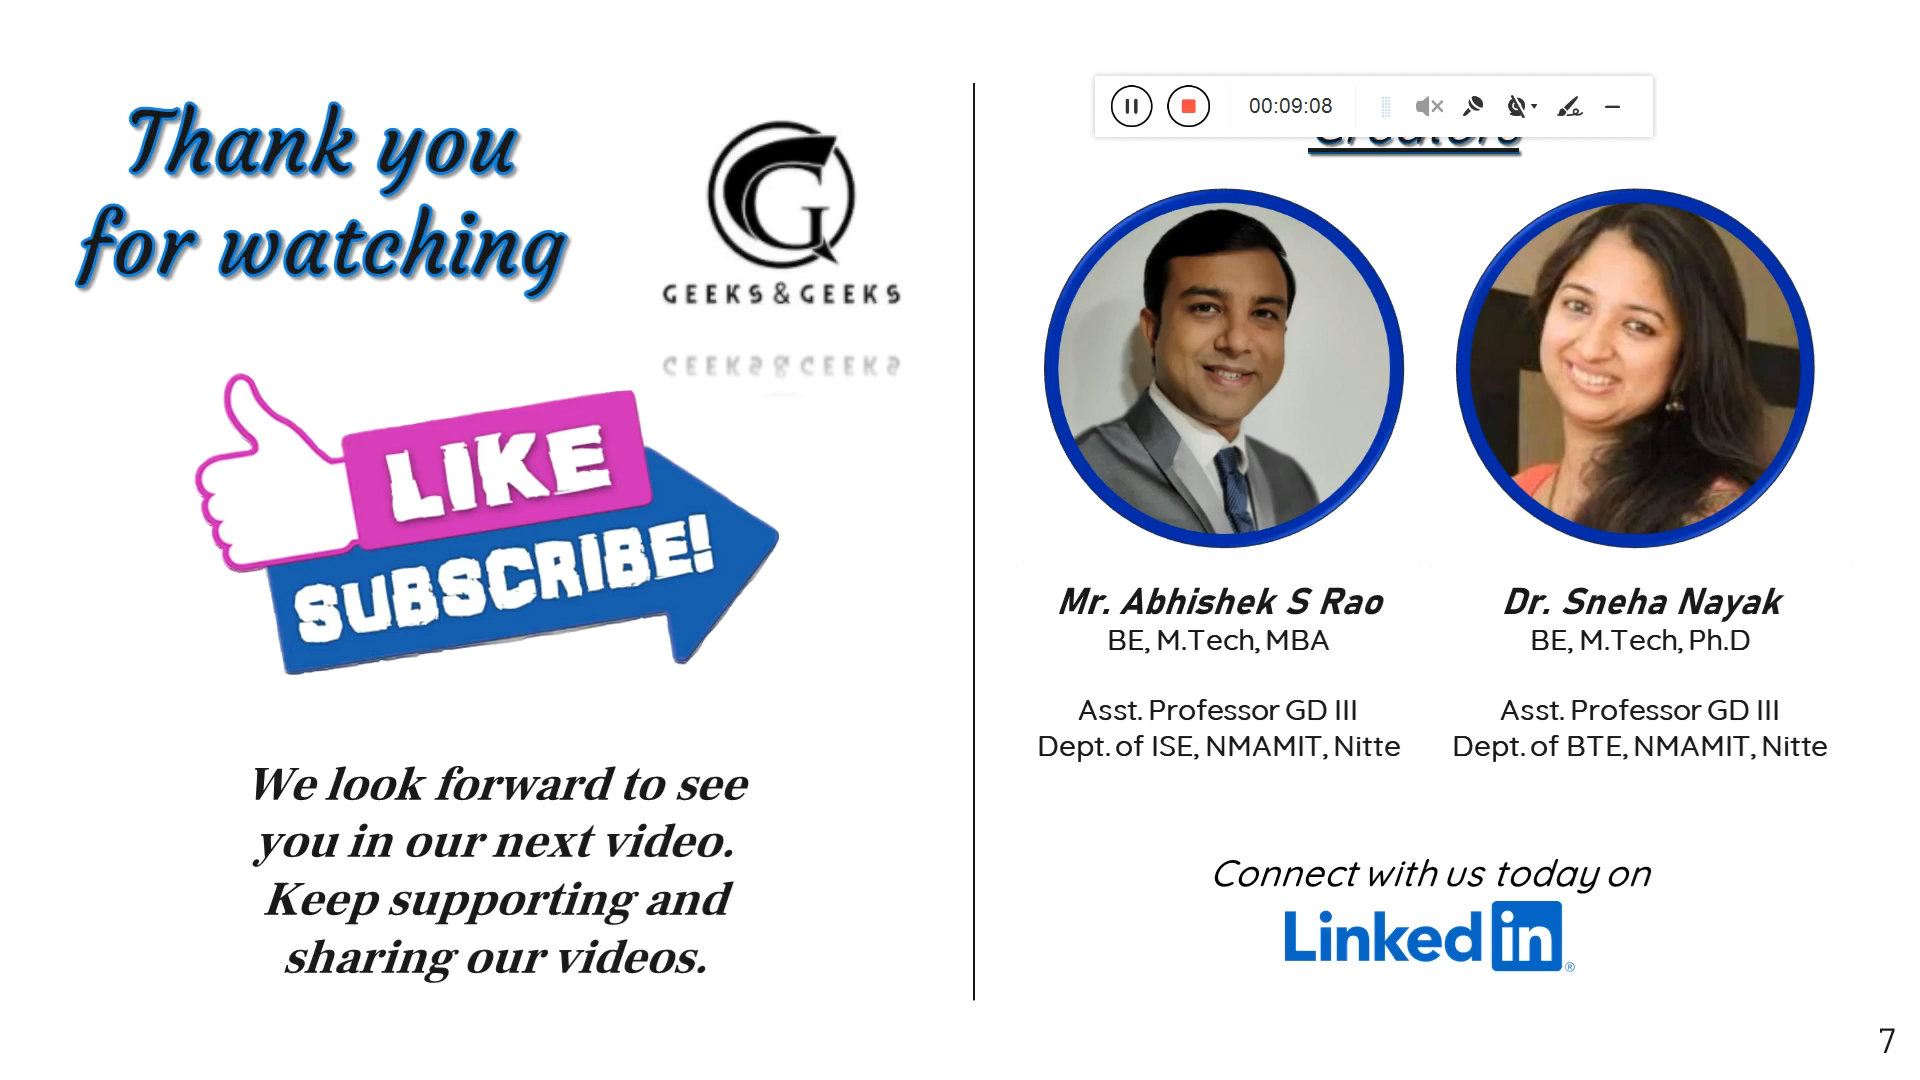 Thank you
for watching
GEEKS & GEEKS
LIKE
SUBSCRIBE!
We look forward to see
you in our next video.
Keep supporting and
sharing our videos.
00:09:08
Creators
Mr. Abhishek S Rao
BE, M.Tech, MBA
Asst. Professor GD III
Dept. of ISE, NMAMIT, Nitte
Dr. Sneha Nayak
BE, M.Tech, Ph.D
Asst. Professor GD III
Dept. of BTE, NMAMIT, Nitte
Connect with us today on
Linked in ®
7